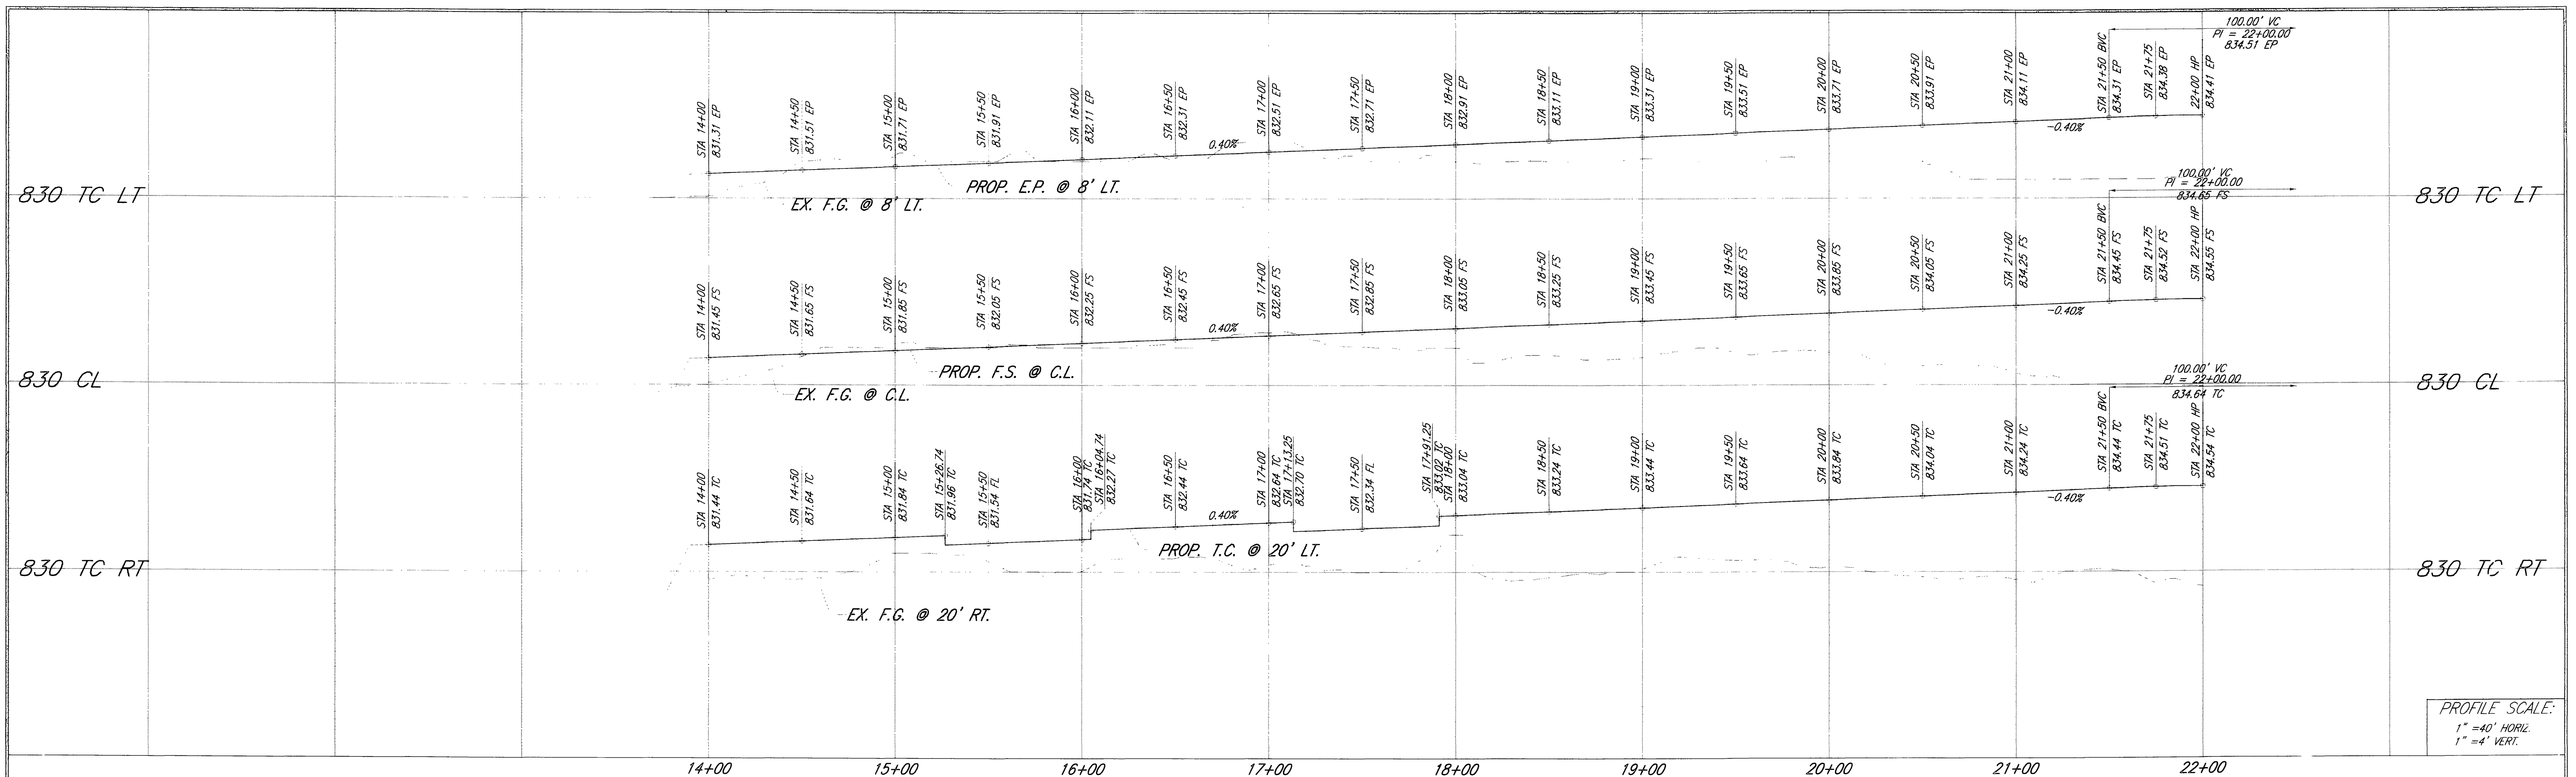 100.00' VC
PI = 22+00.00
834.51 EP
STA 14+00
831.31 EP
STA 14+50
831.51 EP
STA 15+00
831.71 EP
STA 15+50
831.91 EP
STA 16+00
832.11 EP
STA 16+50
832.31 EP
0.40%
STA 17+00
832.51 EP
STA 17+50
832.71 EP
STA 18+00
832.91 EP
STA 18+50
833.11 EP
STA 19+00
833.31 EP
STA 19+50
833.51 EP
STA 20+00
833.71 EP
STA 20+50
833.91 EP
STA 21+00
834.11 EP
-0.40%
STA 21+50 BVC
834.31 EP
STA 21+75
834.38 EP
22+00 HP
834.41 EP
830 TC LT
PROP. E.P. @ 8' LT.
EX. F.G. @ 8' LT.
830 TC LT
100.00' VC
PI = 22+00.00
834.65 FS
STA 14+00
831.45 FS
STA 14+50
831.65 FS
STA 15+00
831.85 FS
STA 15+50
832.05 FS
STA 16+00
832.25 FS
STA 16+50
832.45 FS
0.40%
STA 17+00
832.65 FS
STA 17+50
832.85 FS
STA 18+00
833.05 FS
STA 18+50
833.25 FS
STA 19+00
833.45 FS
STA 19+50
833.65 FS
STA 20+00
833.85 FS
STA 20+50
834.05 FS
STA 21+00
834.25 FS
-0.40%
STA 21+50 BVC
834.45 FS
STA 21+75
834.52 FS
STA 22+00 HP
834.55 FS
830 CL
PROP. F.S. @ C.L.
EX. F.G. @ C.L.
830 CL
100.00' VC
PI = 22+00.00
834.64 TC
STA 14+00
831.44 TC
STA 14+50
831.64 TC
STA 15+00
831.84 TC
STA 15+26.74
831.96 TC
STA 15+50
831.54 FL
STA 16+00
831.74 TC
STA 16+04.74
832.27 TC
STA 16+50
832.44 TC
0.40%
STA 17+00
832.64 TC
STA 17+13.25
832.70 TC
STA 17+50
832.34 FL
STA 17+91.25
833.02 TC
STA 18+00
833.04 TC
STA 18+50
833.24 TC
STA 19+00
833.44 TC
STA 19+50
833.64 TC
STA 20+00
833.84 TC
STA 20+50
834.04 TC
STA 21+00
834.24 TC
-0.40%
STA 21+50 BVC
834.44 TC
STA 21+75
834.51 TC
STA 22+00 HP
834.54 TC
830 TC RT
PROP. T.C. @ 20' LT.
EX. F.G. @ 20' RT.
830 TC RT
PROFILE SCALE:
1" =40' HORIZ.
1" =4' VERT.
14+00
15+00
16+00
17+00
18+00
19+00
20+00
21+00
22+00